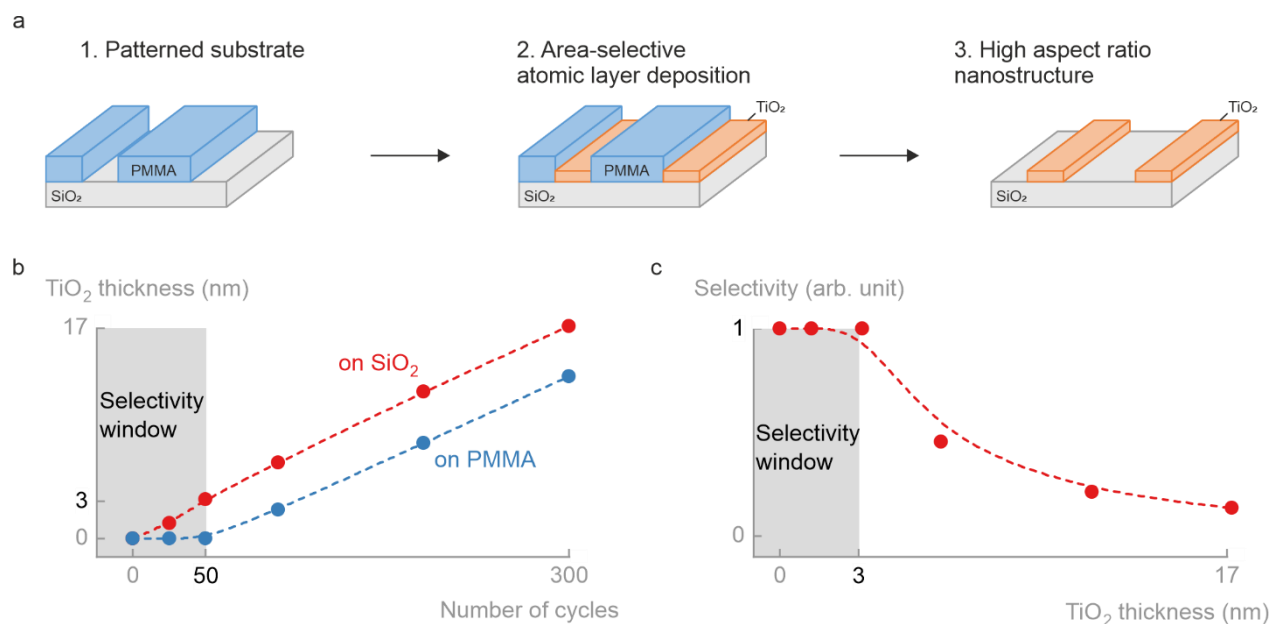 a
1. Patterned substrate
2. Area-selective
atomic layer deposition
3. High aspect ratio
nanostructure
PMMA
SiO₂
TiO₂
PMMA
SiO₂
TiO₂
SiO₂
b
TiO₂ thickness (nm)
17
on SiO₂
Selectivity
window
on PMMA
3
0
0
50
300
Number of cycles
c
Selectivity (arb. unit)
1
Selectivity
window
0
0
3
17
TiO₂ thickness (nm)